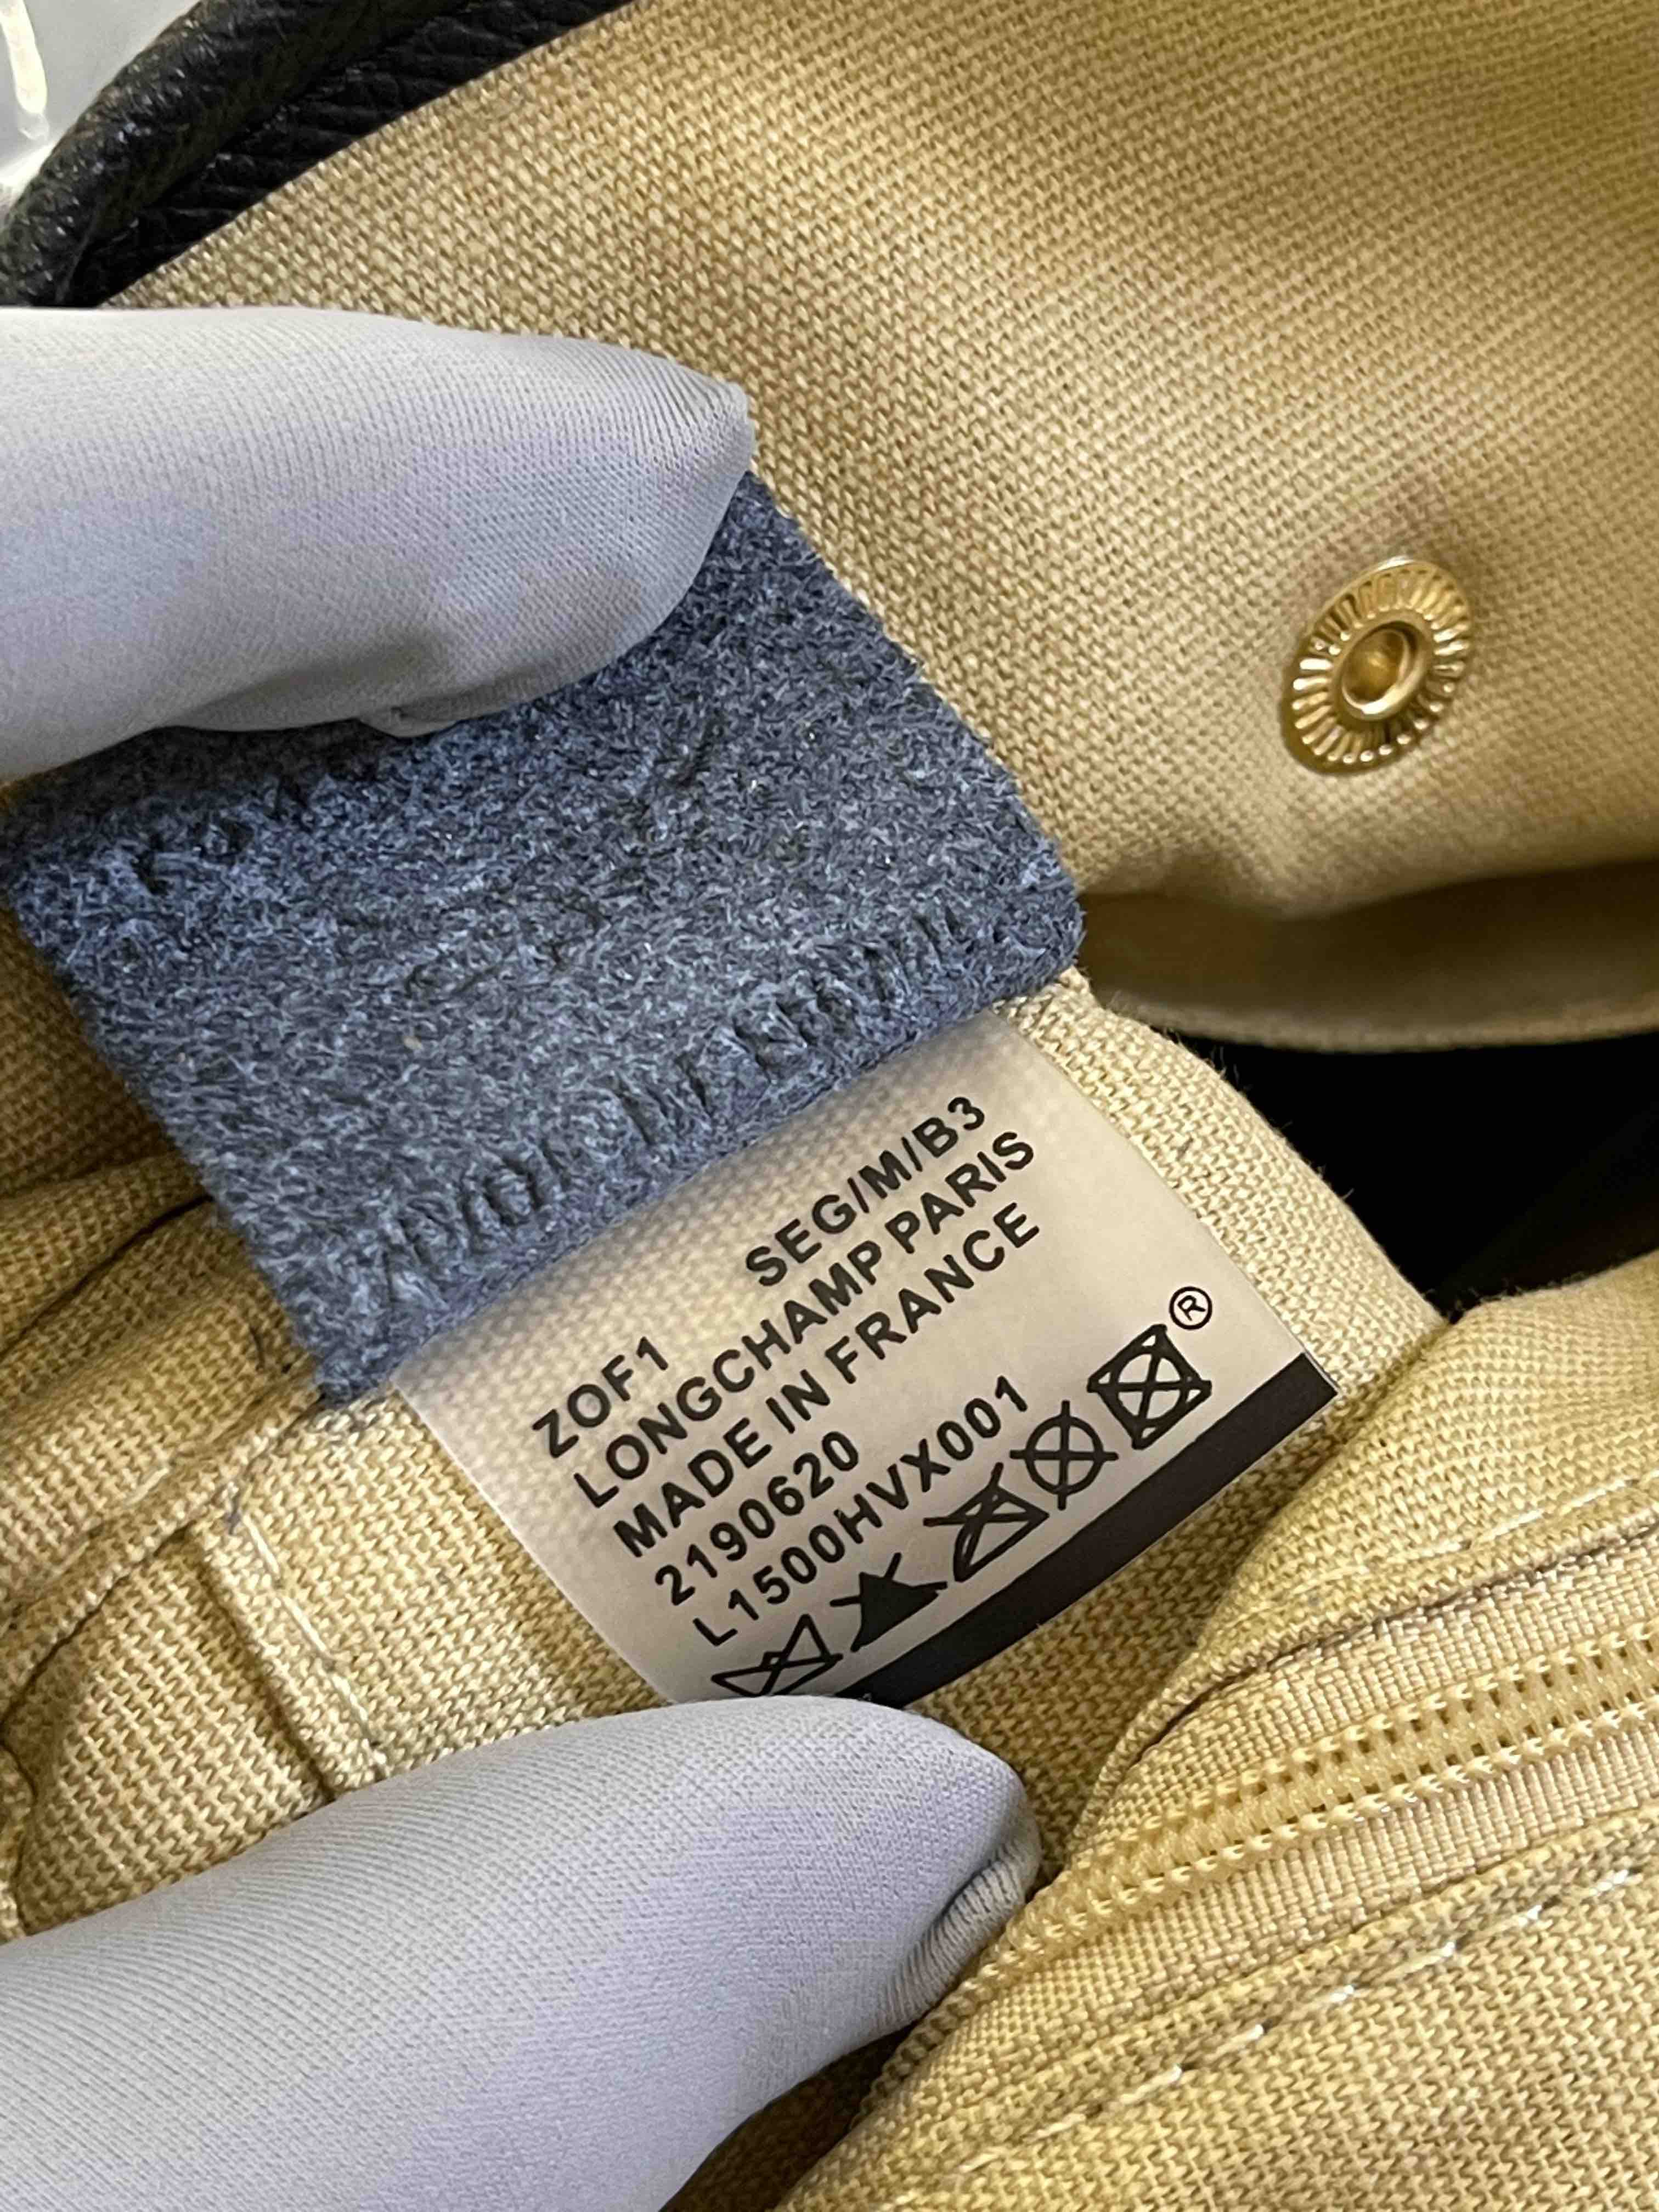 ZOF1 SEG/M/B3
LONGCHAMP PARIS
MADE IN FRANCE
2190620
L1500HVX001
®